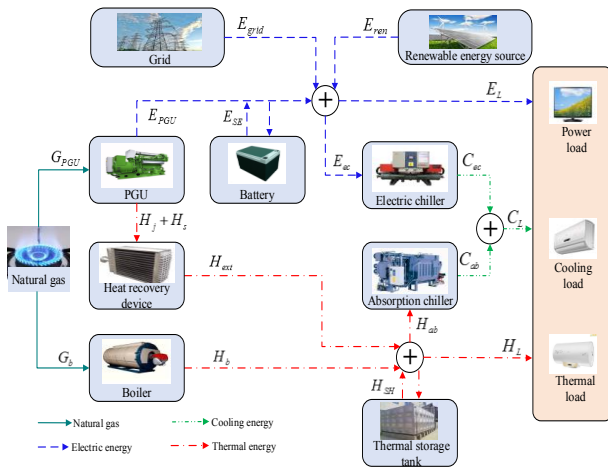 E_grid
E_ren
Grid
Renewable energy source
E_PGU
E_SE
E_L
Power
load
G_PGU
PGU
Battery
E_ec
Electric chiller
C_ec
H_j + H_s
C_L
Natural gas
Heat recovery
device
H_ext
Absorption chiller
C_ab
Cooling
load
H_ab
G_b
Boiler
H_b
H_L
Thermal
load
H_SH
Thermal storage
tank
Natural gas
Cooling energy
Electric energy
Thermal energy